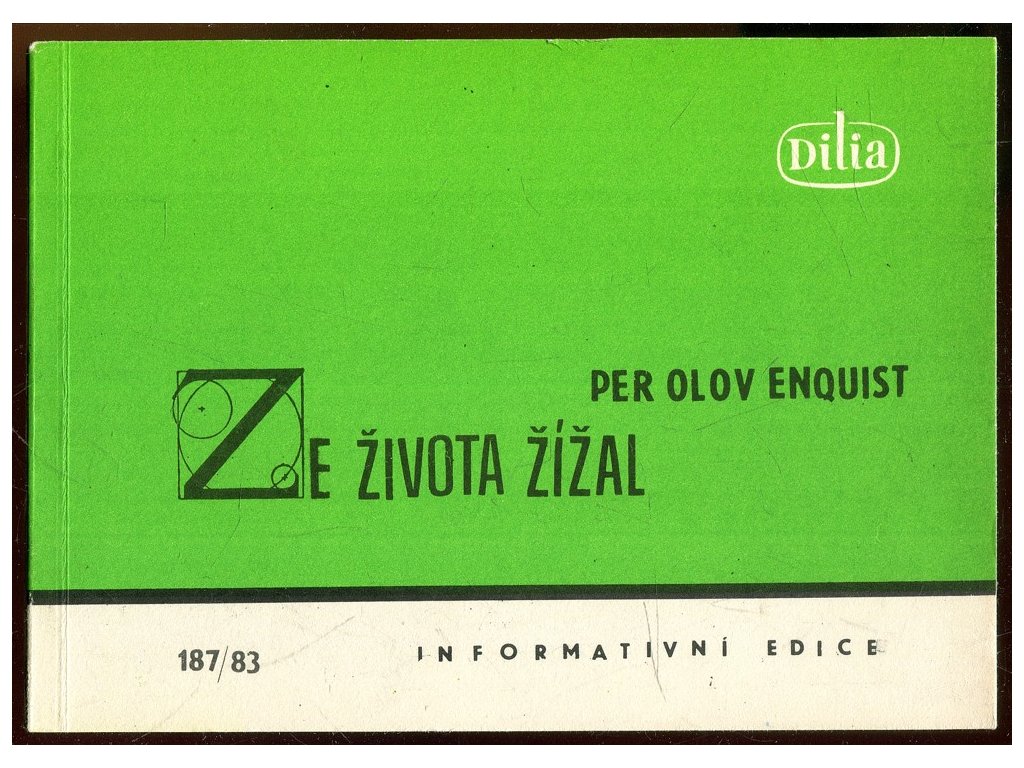 Dilia
PER OLOV ENQUIST
ZE ŽIVOTA ŽÍŽAL
187/83 INFORMATIVNÍ EDICE